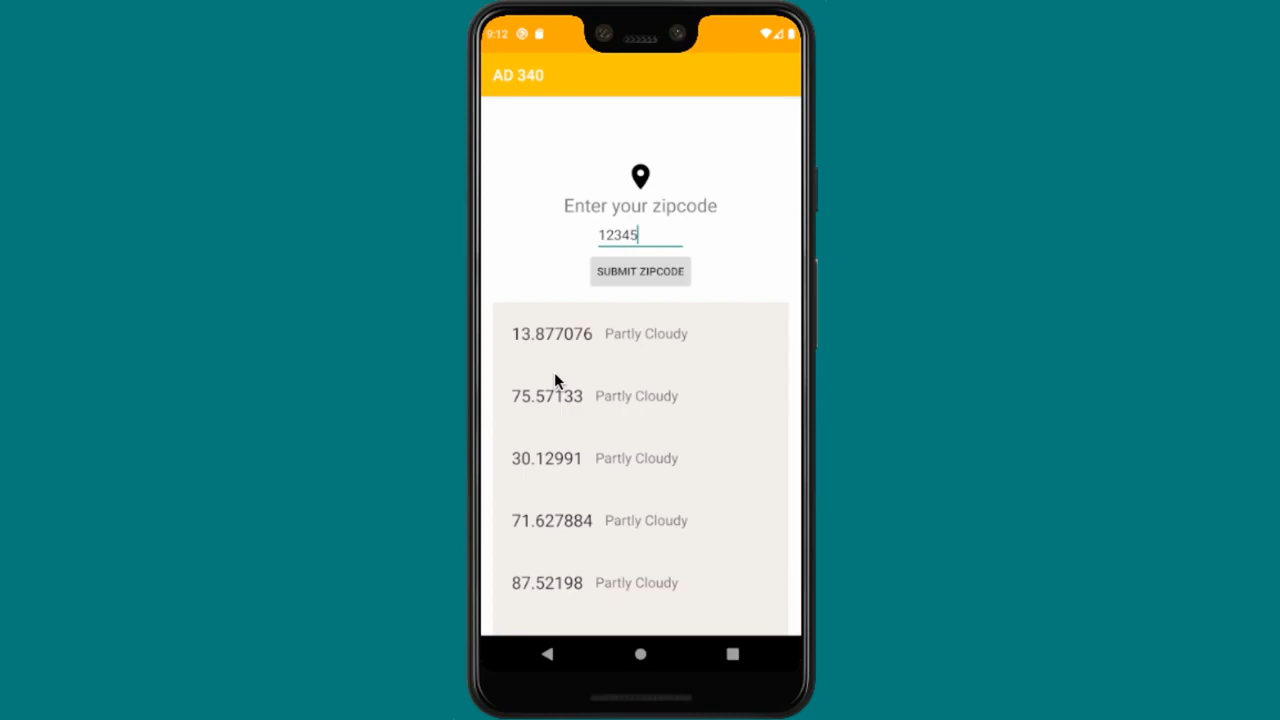 9:12
AD 340
Enter your zipcode
12345
SUBMIT ZIPCODE
13.877076 Partly Cloudy
75.57133 Partly Cloudy
30.12991 Partly Cloudy
71.627884 Partly Cloudy
87.52198 Partly Cloudy